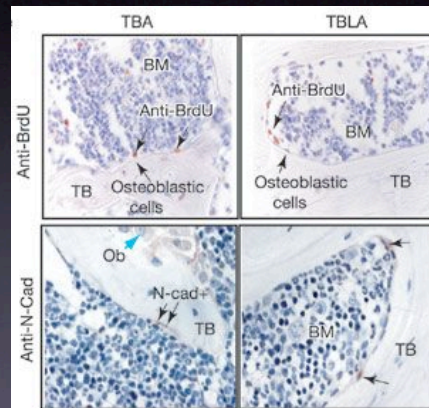 TBA
TBLA
Anti-BrdU
BM
Anti-BrdU
TB
Osteoblastic
cells
Anti-BrdU
BM
Osteoblastic
cells
TB
Anti-N-Cad
Ob
N-cad+
TB
BM
TB